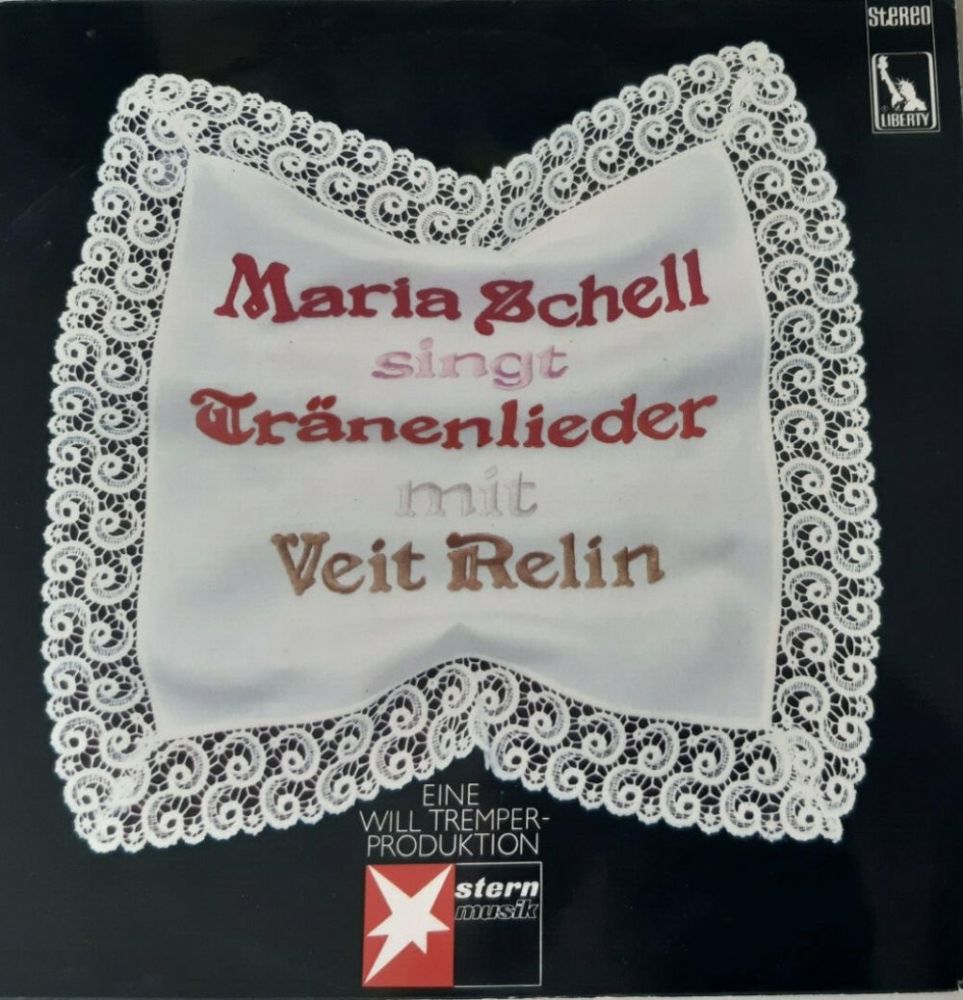 STEREO
LIBERTY
Maria Schell
singt
Tränenlieder
mit
Veit Relin
EINE
WILL TREMPER-
PRODUKTION
stern
musik